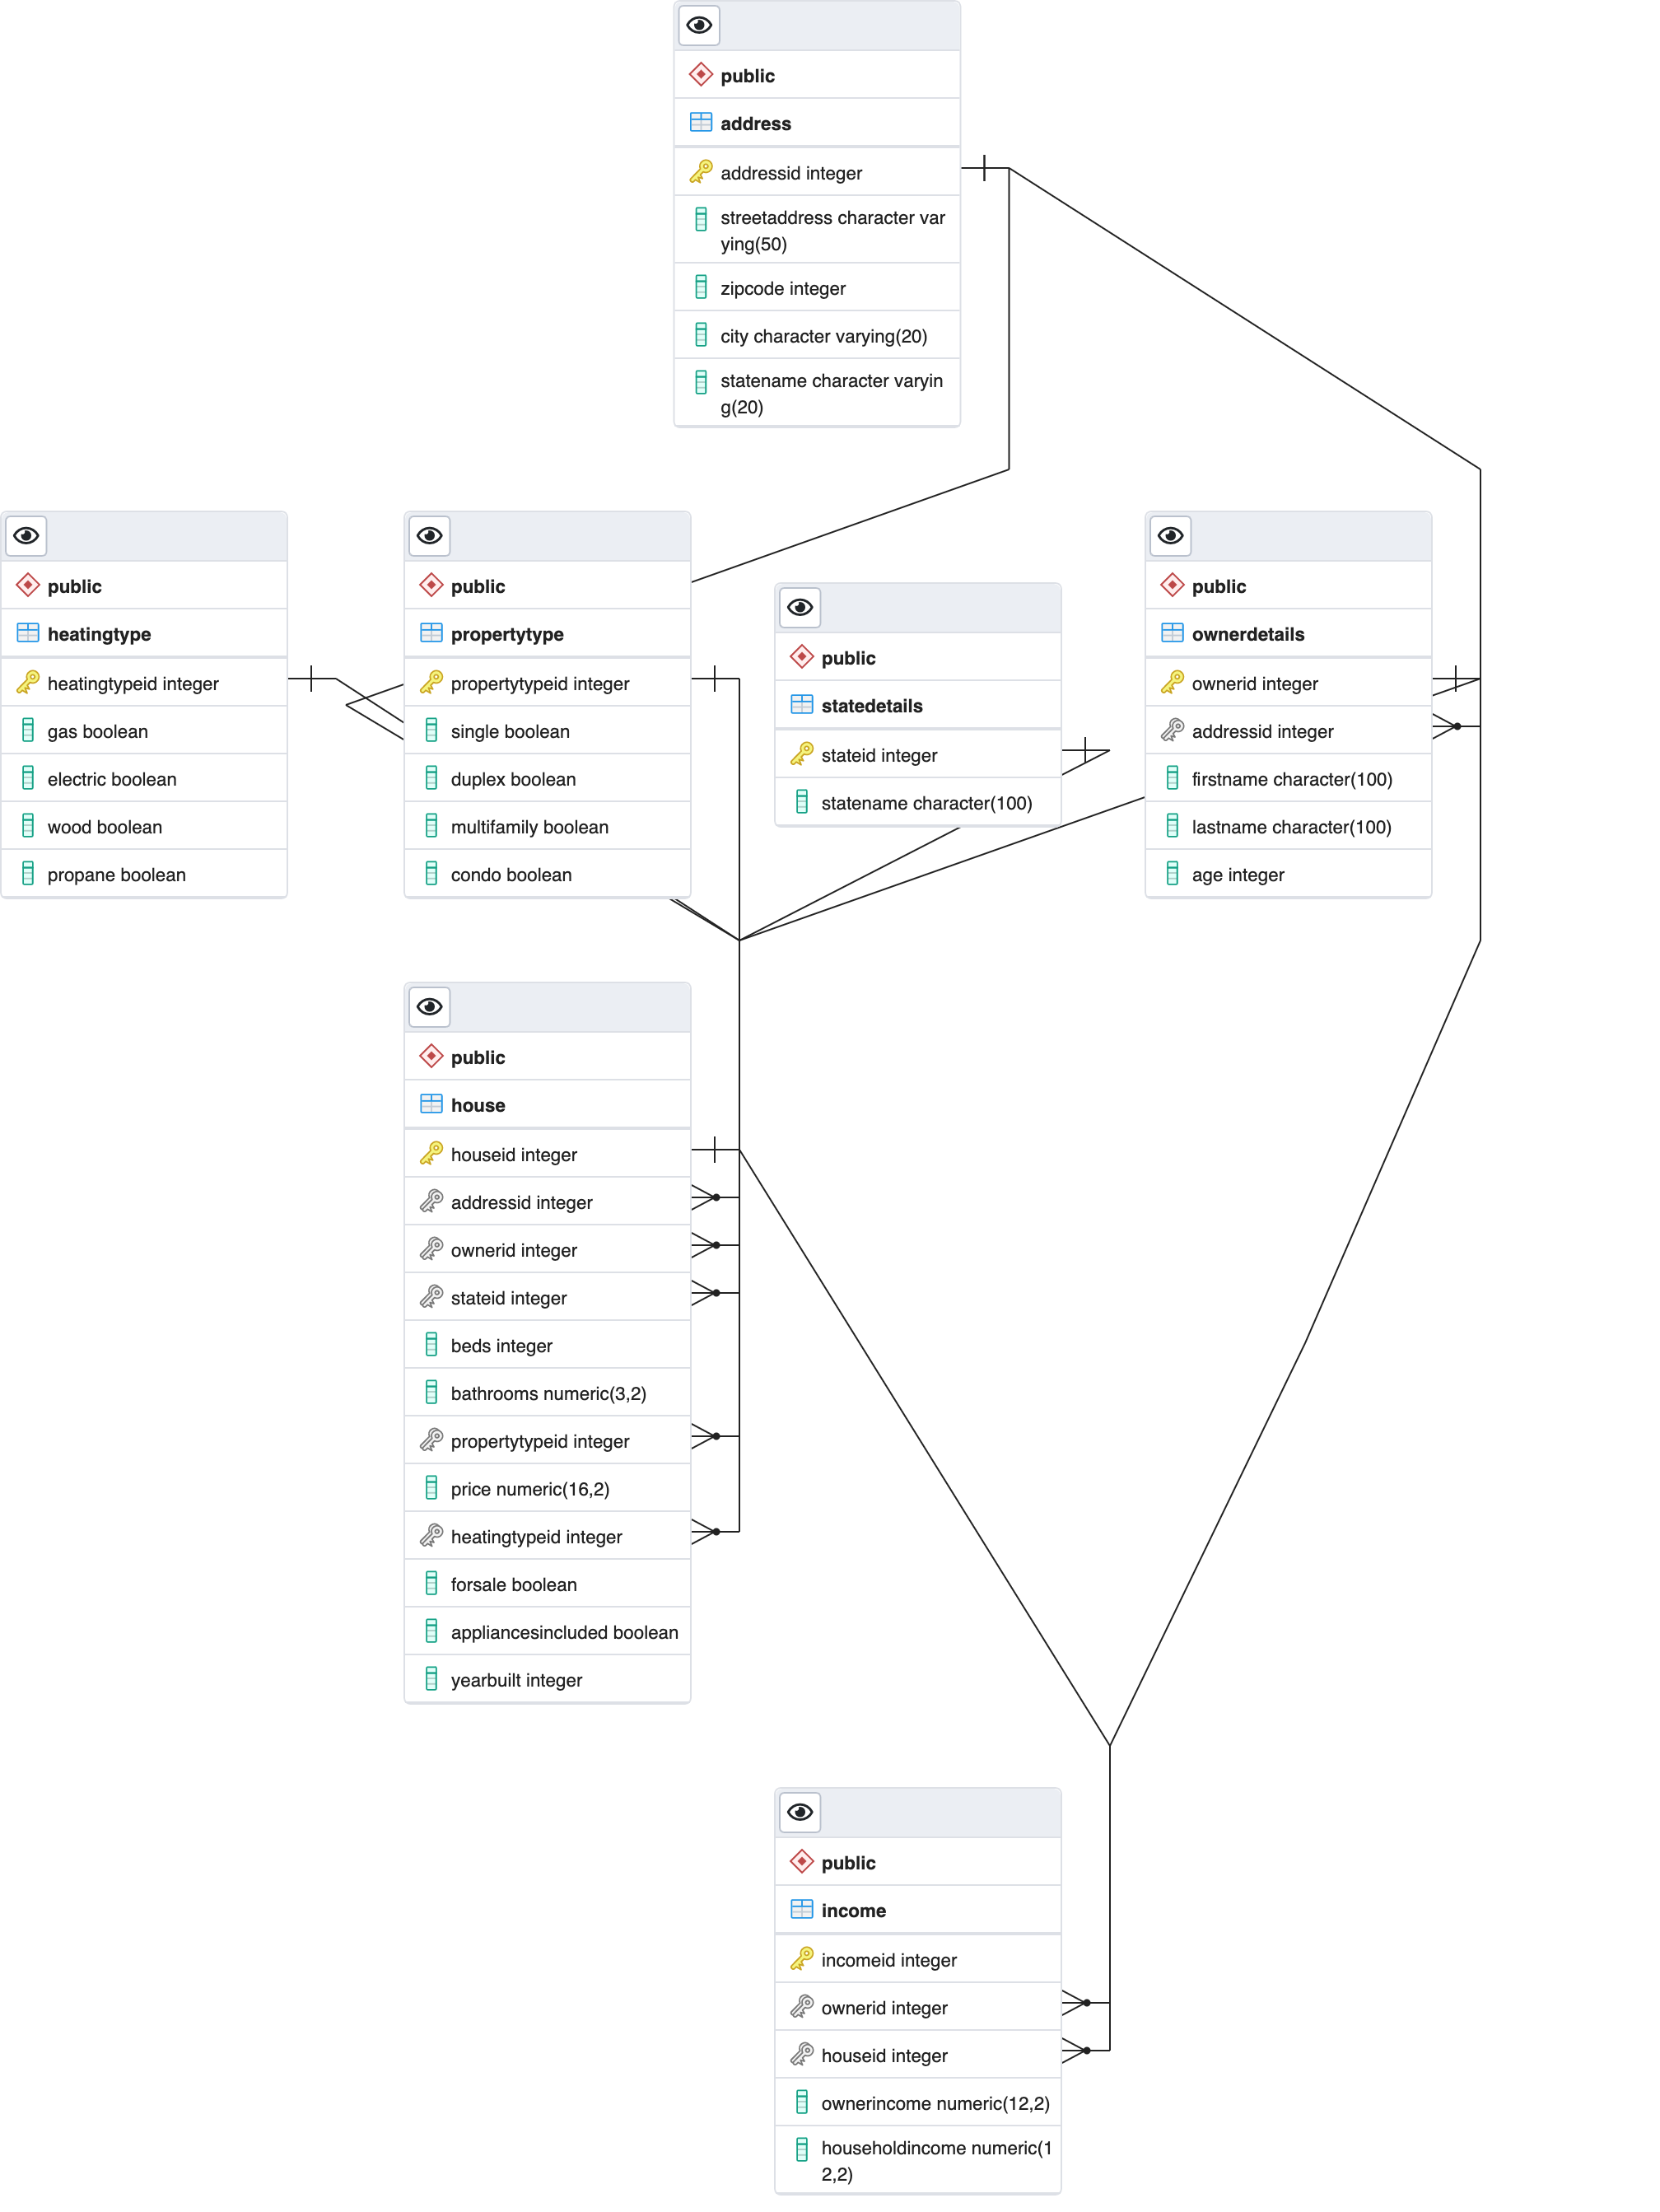 public
address
addressid integer
streetaddress character var
ying(50)
zipcode integer
city character varying(20)
statename character varyin
g(20)
public
heatingtype
heatingtypeid integer
gas boolean
electric boolean
wood boolean
propane boolean
public
propertytype
propertytypeid integer
single boolean
duplex boolean
multifamily boolean
condo boolean
public
statedetails
stateid integer
statename character(100)
public
ownerdetails
ownerid integer
addressid integer
firstname character(100)
lastname character(100)
age integer
public
house
houseid integer
addressid integer
ownerid integer
stateid integer
beds integer
bathrooms numeric(3,2)
propertytypeid integer
price numeric(16,2)
heatingtypeid integer
forsale boolean
appliancesincluded boolean
yearbuilt integer
public
income
incomeid integer
ownerid integer
houseid integer
ownerincome numeric(12,2)
householdincome numeric(1
2,2)